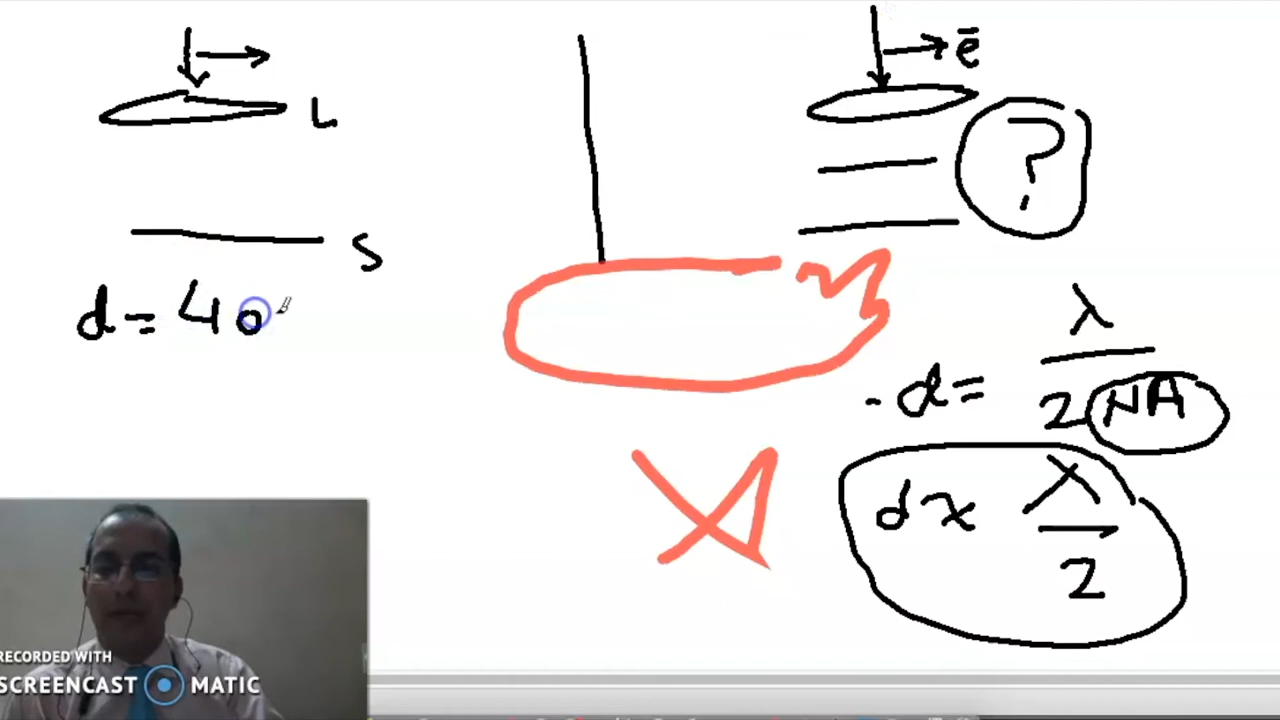 L
S
d = 40
ē
?
- d = λ / 2 NA
d ∝ λ / 2
RECORDED WITH
SCREENCAST MATIC